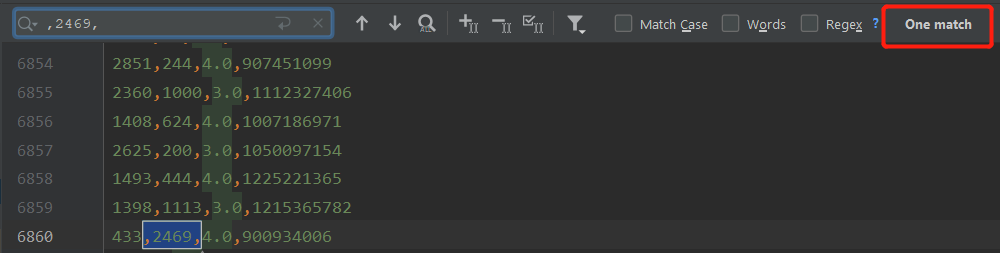 ,2469,
ALL
Match Case
Words
Regex
?
One match
6854 2851,244,4.0,907451099
6855 2360,1000,3.0,1112327406
6856 1408,624,4.0,1007186971
6857 2625,200,3.0,1050097154
6858 1493,444,4.0,1225221365
6859 1398,1113,3.0,1215365782
6860 433,2469,4.0,900934006